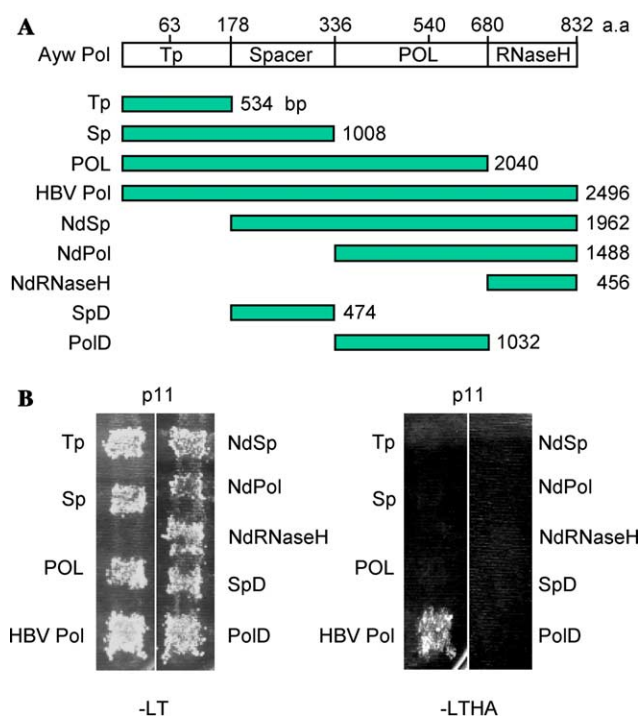 A 63 178 336 540 680 832 a.a
Ayw Pol Tp Spacer POL RNaseH
Tp 534 bp
Sp 1008
POL 2040
HBV Pol 2496
NdSp 1962
NdPol 1488
NdRNaseH 456
SpD 474
PolD 1032
B p11 p11
Tp NdSp Tp NdSp
Sp NdPol Sp NdPol
NdRNaseH NdRNaseH
POL SpD POL SpD
HBV Pol PolD HBV Pol PolD
-LT -LTHA